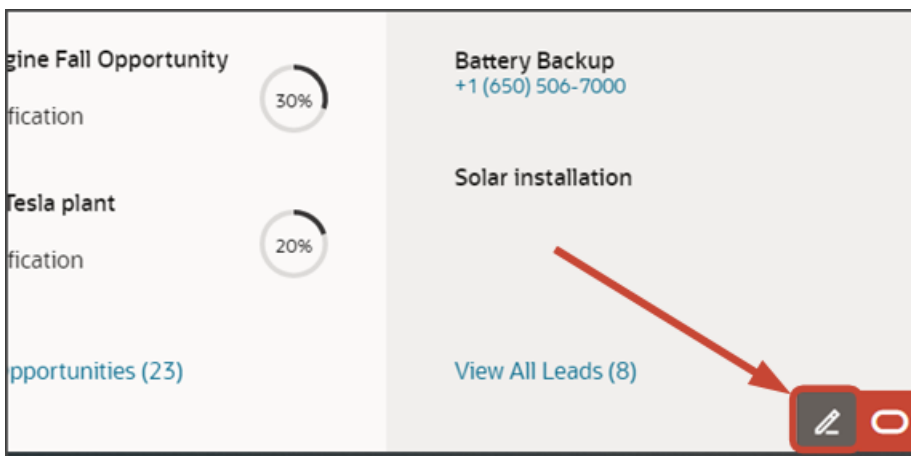 gine Fall Opportunity
30%
fication
Tesla plant
20%
fication
pportunities (23)
Battery Backup
+1 (650) 506-7000
Solar installation
View All Leads (8)